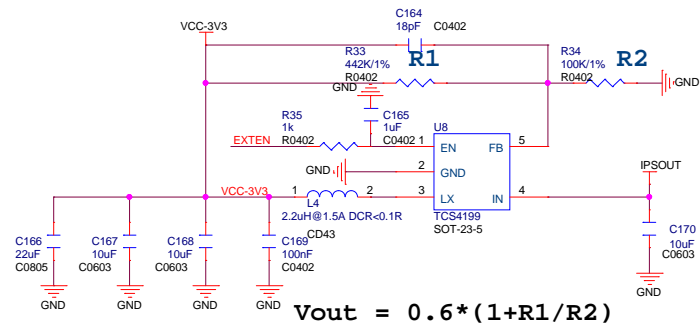 C164
18pF
C0402
VCC-3V3
R33
442K/1%
R1
R0402
R34
100K/1%
R2
R0402
GND
GND
R35
1k
R0402
EXTEN
C165
1uF
C0402
U8
1
EN
FB
5
2
GND
GND
3
LX
IN
4
TCS4199
SOT-23-5
IPSOUT
VCC-3V3
1
2
L4
2.2uH@1.5A DCR<0.1R
CD43
C166
22uF
C0805
C167
10uF
C0603
C168
10uF
C0603
C169
100nF
C0402
C170
10uF
C0603
GND
GND
GND
GND
GND
Vout = 0.6*(1+R1/R2)